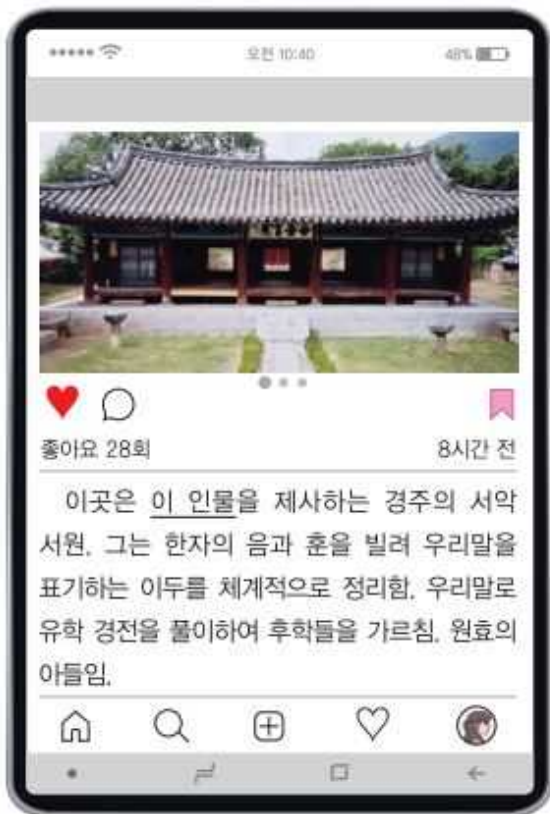 오전 10:40
48%
좋아요 28회
8시간 전
이곳은 이 인물을 제사하는 경주의 서악
서원. 그는 한자의 음과 훈을 빌려 우리말을
표기하는 이두를 체계적으로 정리함. 우리말로
유학 경전을 풀이하여 후학들을 가르침. 원효의
아들임.